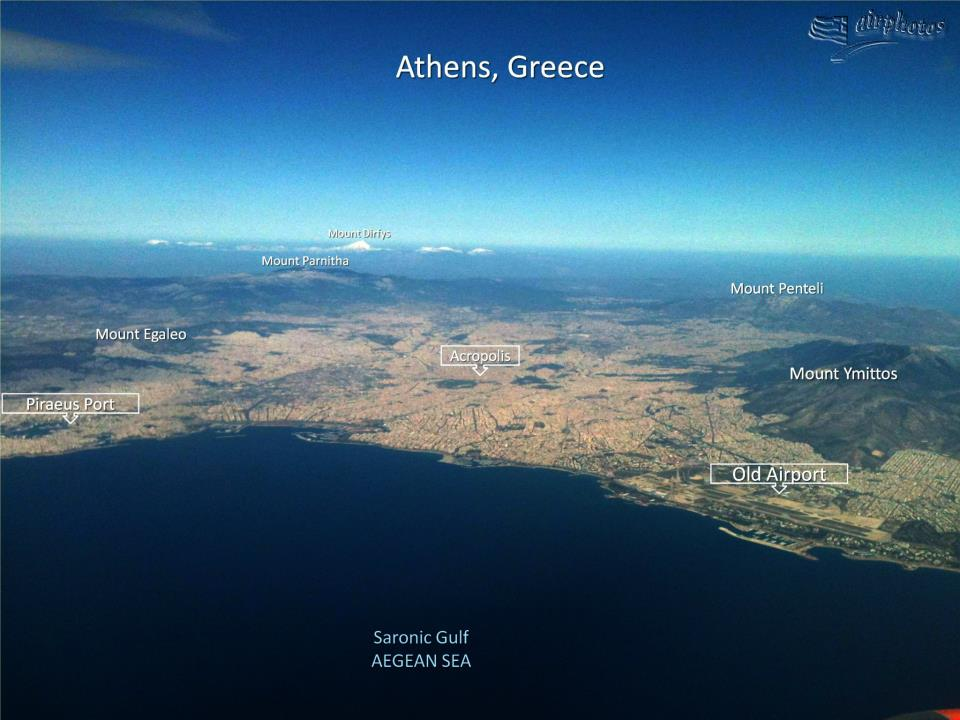 airphotos
Athens, Greece
Mount Dirfys
Mount Parnitha
Mount Penteli
Mount Egaleo
Acropolis
Mount Ymittos
Piraeus Port
Old Airport
Saronic Gulf
AEGEAN SEA